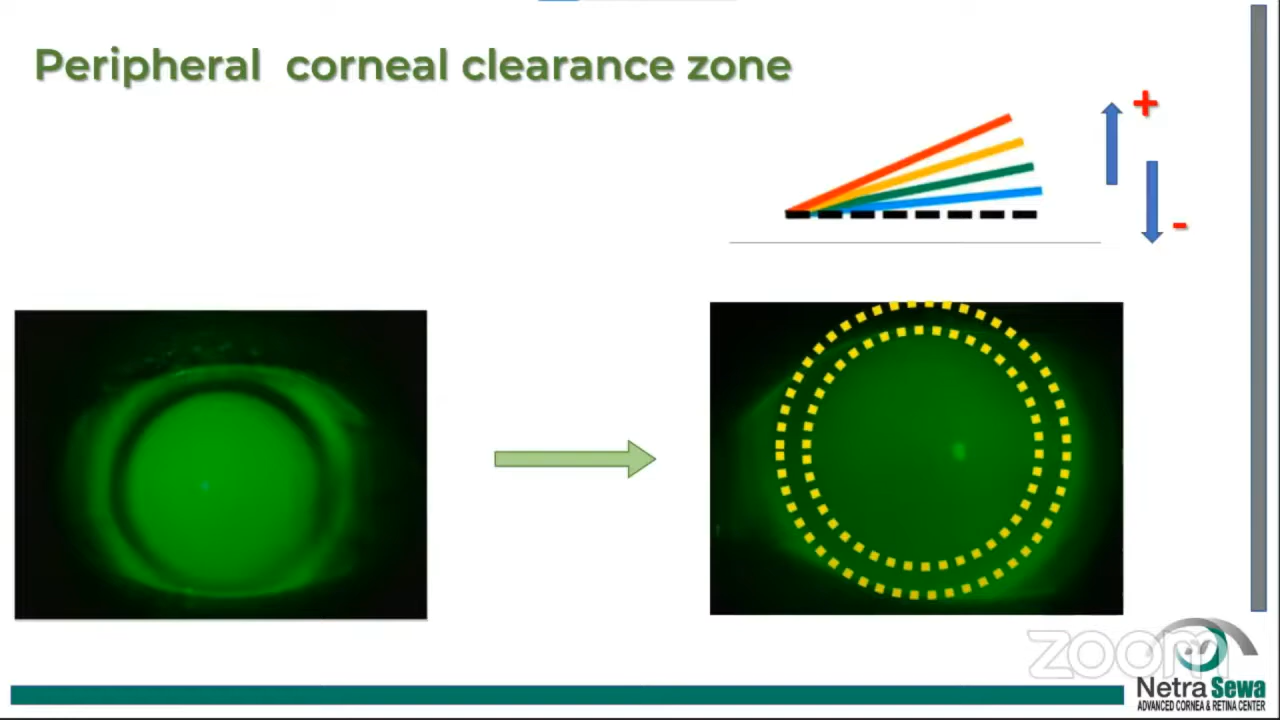 Peripheral corneal clearance zone
+
-
zoom
Netra Sewa
ADVANCED CORNEA & RETINA CENTER